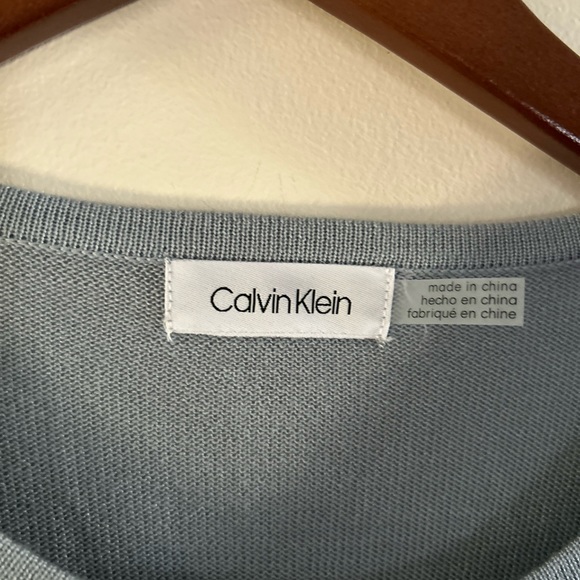 Calvin Klein
made in china
hecho en china
fabriqué en chine